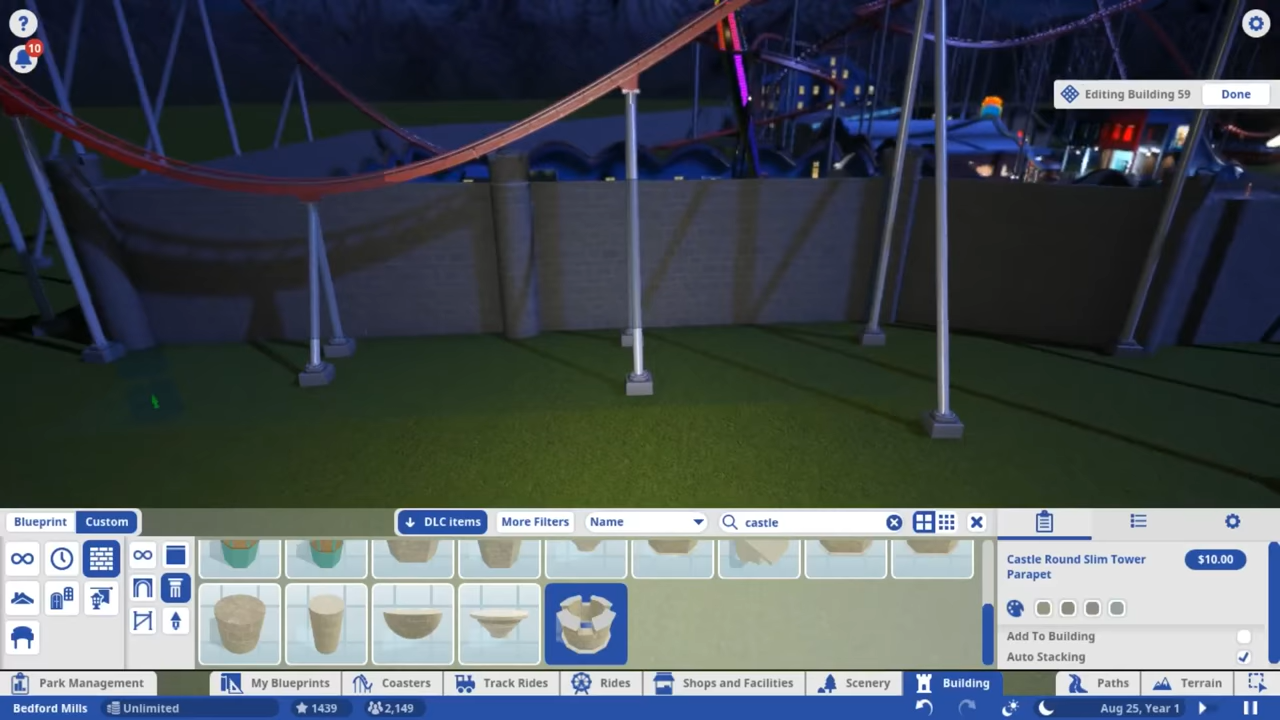 ?
10
Editing Building 59
Done
Blueprint
Custom
DLC items
More Filters
Name
castle
Castle Round Slim Tower
Parapet
$10.00
Add To Building
Auto Stacking
Park Management
My Blueprints
Coasters
Track Rides
Rides
Shops and Facilities
Scenery
Building
Paths
Terrain
Bedford Mills
Unlimited
1439
2,149
Aug 25, Year 1